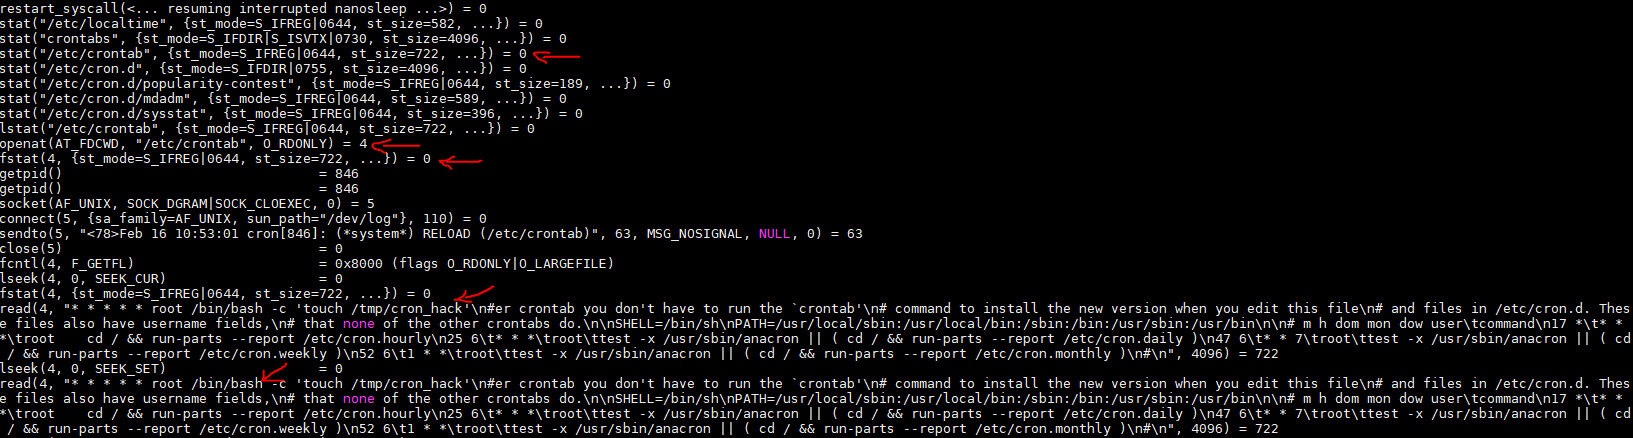 restart_syscall(<... resuming interrupted nanosleep ...>) = 0
stat("/etc/localtime", {st_mode=S_IFREG|0644, st_size=582, ...}) = 0
stat("crontabs", {st_mode=S_IFDIR|S_ISVTX|0730, st_size=4096, ...}) = 0
stat("/etc/crontab", {st_mode=S_IFREG|0644, st_size=722, ...}) = 0
stat("/etc/cron.d", {st_mode=S_IFDIR|0755, st_size=4096, ...}) = 0
stat("/etc/cron.d/popularity-contest", {st_mode=S_IFREG|0644, st_size=189, ...}) = 0
stat("/etc/cron.d/mdadm", {st_mode=S_IFREG|0644, st_size=589, ...}) = 0
stat("/etc/cron.d/sysstat", {st_mode=S_IFREG|0644, st_size=396, ...}) = 0
lstat("/etc/crontab", {st_mode=S_IFREG|0644, st_size=722, ...}) = 0
openat(AT_FDCWD, "/etc/crontab", O_RDONLY) = 4
fstat(4, {st_mode=S_IFREG|0644, st_size=722, ...}) = 0
getpid() = 846
getpid() = 846
socket(AF_UNIX, SOCK_DGRAM|SOCK_CLOEXEC, 0) = 5
connect(5, {sa_family=AF_UNIX, sun_path="/dev/log"}, 110) = 0
sendto(5, "<78>Feb 16 10:53:01 cron[846]: (*system*) RELOAD (/etc/crontab)", 63, MSG_NOSIGNAL, NULL, 0) = 63
close(5) = 0
fcntl(4, F_GETFL) = 0x8000 (flags O_RDONLY|O_LARGEFILE)
lseek(4, 0, SEEK_CUR) = 0
fstat(4, {st_mode=S_IFREG|0644, st_size=722, ...}) = 0
read(4, "* * * * * root /bin/bash -c 'touch /tmp/cron_hack'\n#er crontab you don't have to run the `crontab'\n# command to install the new version when you edit this file\n# and files in /etc/cron.d. Thes
e files also have username fields,\n# that none of the other crontabs do.\n\nSHELL=/bin/sh\nPATH=/usr/local/sbin:/usr/local/bin:/sbin:/bin:/usr/sbin:/usr/bin\n\n# m h dom mon dow user\tcommand\n17 *\t* *
*\troot    cd / && run-parts --report /etc/cron.hourly\n25 6\t* * *\troot\ttest -x /usr/sbin/anacron || ( cd / && run-parts --report /etc/cron.daily )\n47 6\t* * 7\troot\ttest -x /usr/sbin/anacron || ( cd
/ && run-parts --report /etc/cron.weekly )\n52 6\t1 * *\troot\ttest -x /usr/sbin/anacron || ( cd / && run-parts --report /etc/cron.monthly )\n#\n", 4096) = 722
lseek(4, 0, SEEK_SET) = 0
read(4, "* * * * * root /bin/bash -c 'touch /tmp/cron_hack'\n#er crontab you don't have to run the `crontab'\n# command to install the new version when you edit this file\n# and files in /etc/cron.d. Thes
e files also have username fields,\n# that none of the other crontabs do.\n\nSHELL=/bin/sh\nPATH=/usr/local/sbin:/usr/local/bin:/sbin:/bin:/usr/sbin:/usr/bin\n\n# m h dom mon dow user\tcommand\n17 *\t* *
*\troot    cd / && run-parts --report /etc/cron.hourly\n25 6\t* * *\troot\ttest -x /usr/sbin/anacron || ( cd / && run-parts --report /etc/cron.daily )\n47 6\t* * 7\troot\ttest -x /usr/sbin/anacron || ( cd
/ && run-parts --report /etc/cron.weekly )\n52 6\t1 * *\troot\ttest -x /usr/sbin/anacron || ( cd / && run-parts --report /etc/cron.monthly )\n#\n", 4096) = 722